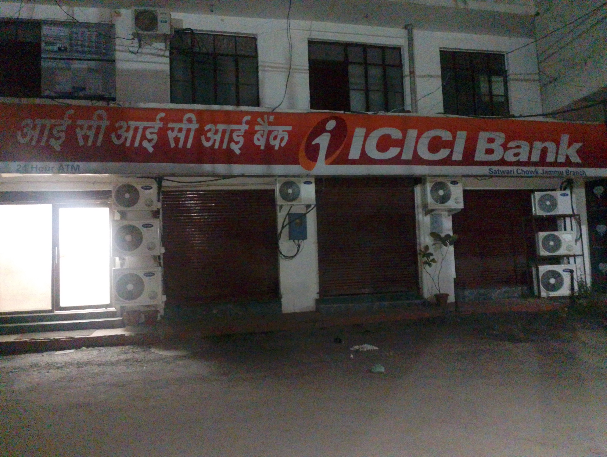 आई सी आई सी आई बैंक ICICI Bank
24 Hour ATM
Satwari Chowk Jammu Branch